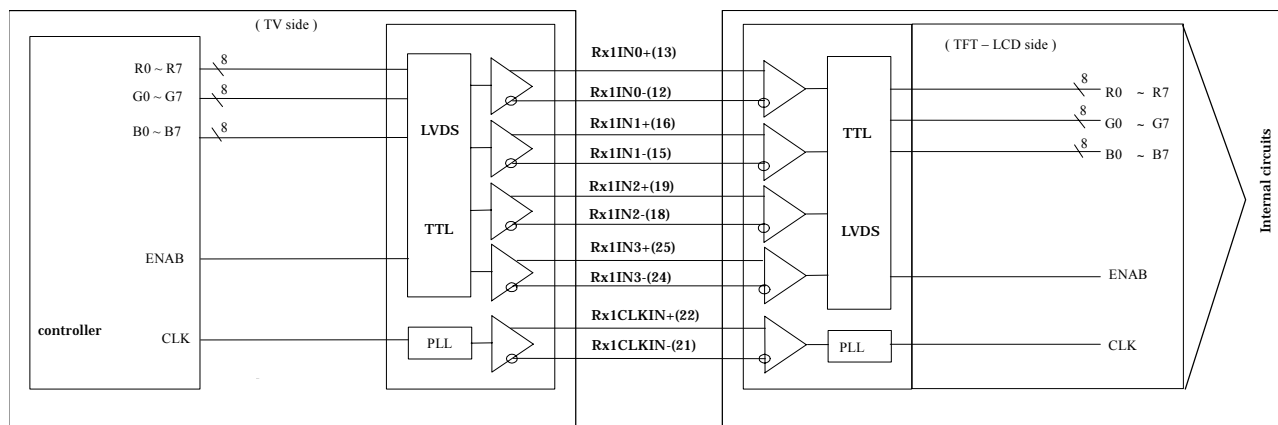 ( TV side )
R0 ~ R7
8
G0 ~ G7
8
B0 ~ B7
8
ENAB
controller
CLK
LVDS
TTL
PLL
Rx1IN0+(13)
Rx1IN0-(12)
Rx1IN1+(16)
Rx1IN1-(15)
Rx1IN2+(19)
Rx1IN2-(18)
Rx1IN3+(25)
Rx1IN3-(24)
Rx1CLKIN+(22)
Rx1CLKIN-(21)
( TFT – LCD side )
TTL
LVDS
PLL
8
R0 ~ R7
8
G0 ~ G7
8
B0 ~ B7
ENAB
CLK
Internal circuits